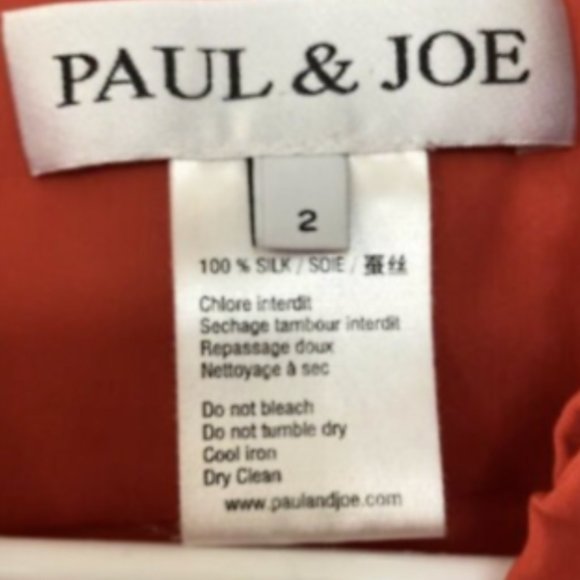 PAUL & JOE
2
100 % SILK / SOIE / 蚕丝
Chlore interdit
Sechage tambour interdit
Repassage doux
Nettoyage à sec
Do not bleach
Do not tumble dry
Cool iron
Dry Clean
www.paulandjoe.com